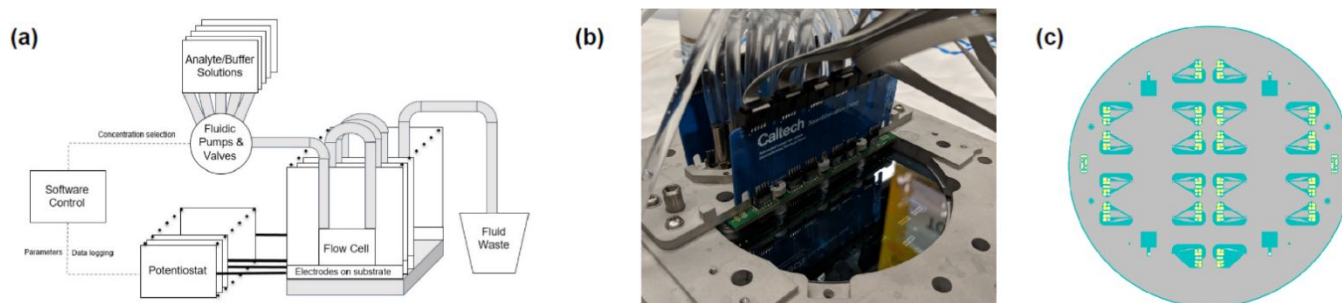 (a)
Analyte/Buffer
Solutions
Concentration selection
Fluidic
Pumps &
Valves
Software
Control
Parameters
Data logging
Potentiostat
Flow Cell
Electrodes on substrate
Fluid
Waste
(b)
Caltech
(c)